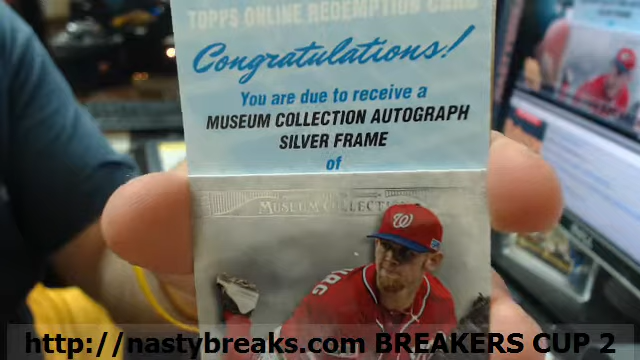 TOPPS ONLINE REDEMPTION CARD
Congratulations!
You are due to receive a
MUSEUM COLLECTION AUTOGRAPH
SILVER FRAME
of
MUSEUM COLLECTION
W
http://nastybreaks.com BREAKERS CUP 2